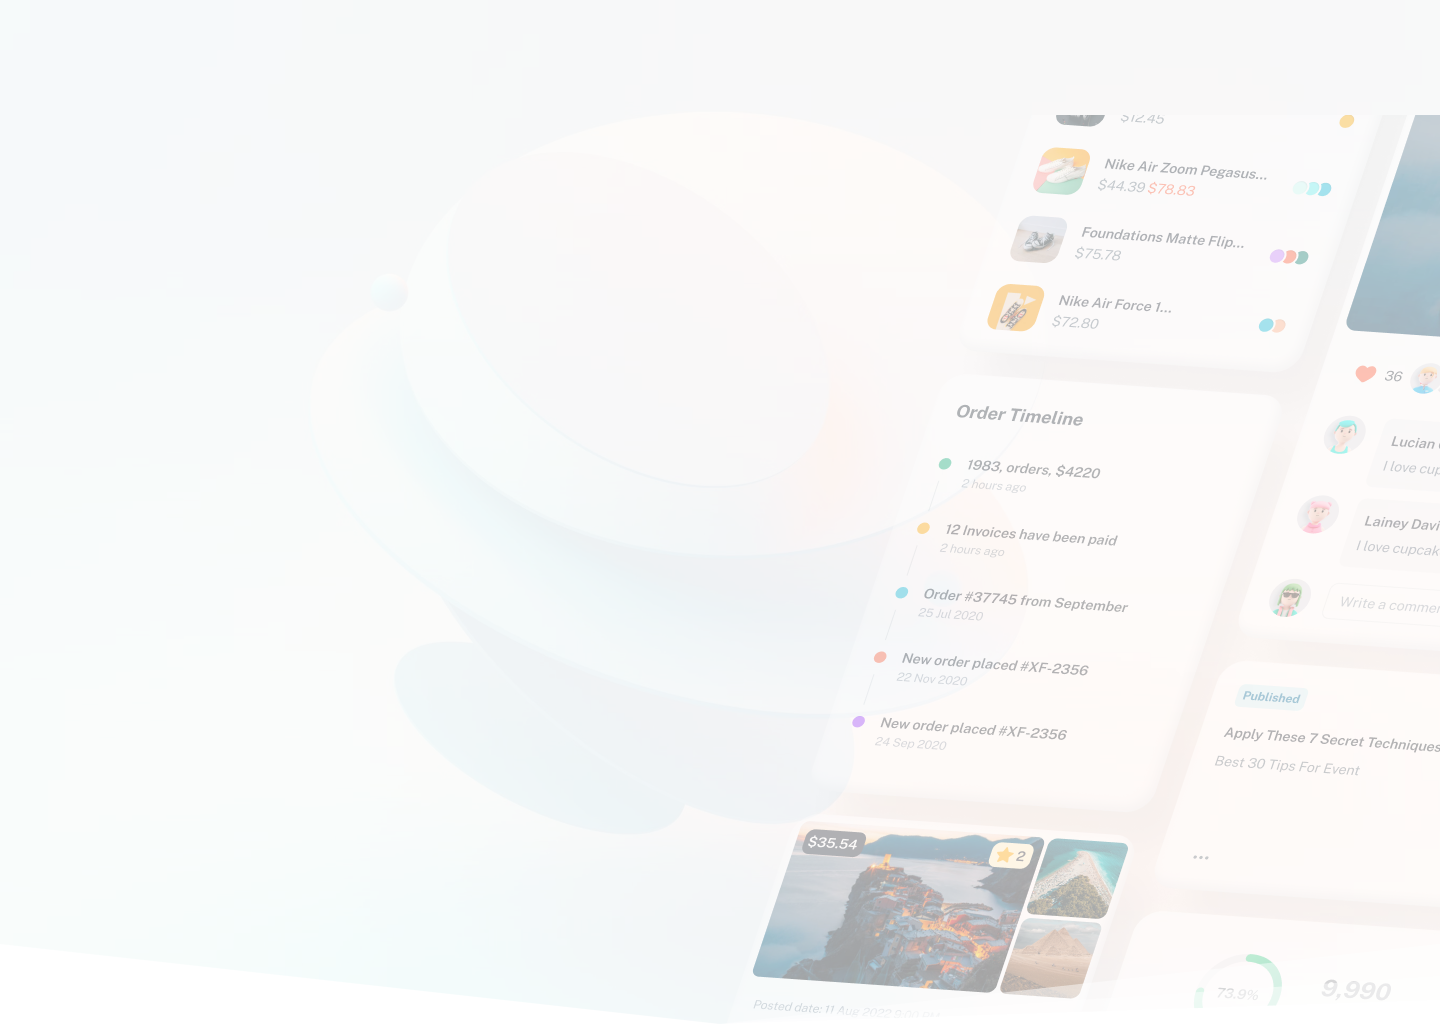 $12.45
Nike Air Zoom Pegasus...
$44.39 $78.83
Foundations Matte Flip...
$75.78
Nike Air Force 1...
$72.80
Order Timeline
1983, orders, $4220
2 hours ago
12 Invoices have been paid
2 hours ago
Order #37745 from September
25 Jul 2020
New order placed #XF-2356
22 Nov 2020
New order placed #XF-2356
24 Sep 2020
$35.54
2
Posted date: 11 Aug 2022 9:00 PM
36
Lucian
I love cup
Lainey Davi
I love cupcak
Write a commen
Published
Apply These 7 Secret Techniques
Best 30 Tips For Event
...
73.9%
9,990